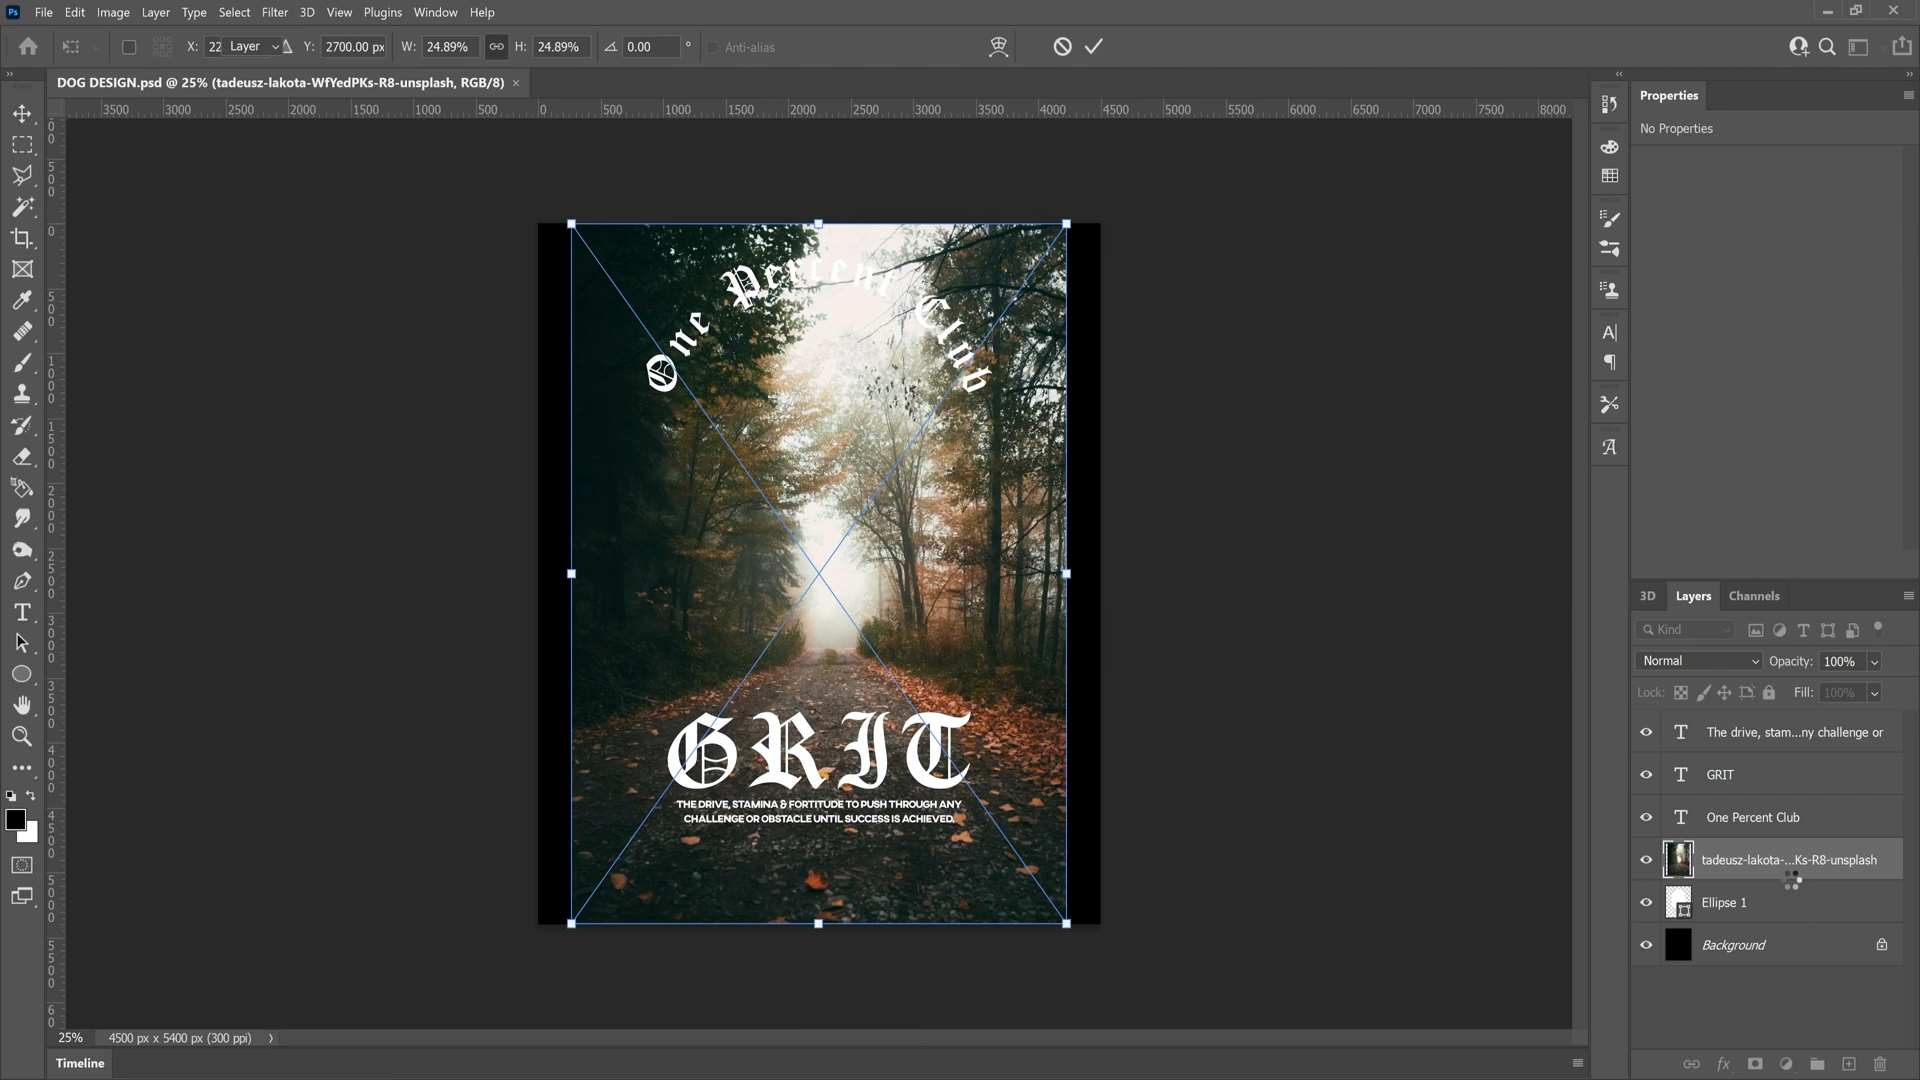 File Edit Image Layer Type Select Filter 3D View Plugins Window Help
X: 22 Layer Y: 2700.00 px W: 24.89% H: 24.89% 0.00 ° Anti-alias
DOG DESIGN.psd @ 25% (tadeusz-lakota-WfYedPKs-R8-unsplash, RGB/8) ×
3500 3000 2500 2000 1500 1000 500 0 500 1000 1500 2000 2500 3000 3500 4000 4500 5000 5500 6000 6500 7000 7500 8000
One Percent Club
GRIT
THE DRIVE, STAMINA & FORTITUDE TO PUSH THROUGH ANY
CHALLENGE OR OBSTACLE UNTIL SUCCESS IS ACHIEVED.
25% 4500 px x 5400 px (300 ppi)
Timeline
Properties
No Properties
3D Layers Channels
Kind
Normal Opacity: 100%
Lock: Fill: 100%
The drive, stam...ny challenge or
GRIT
One Percent Club
tadeusz-lakota-...Ks-R8-unsplash
Ellipse 1
Background